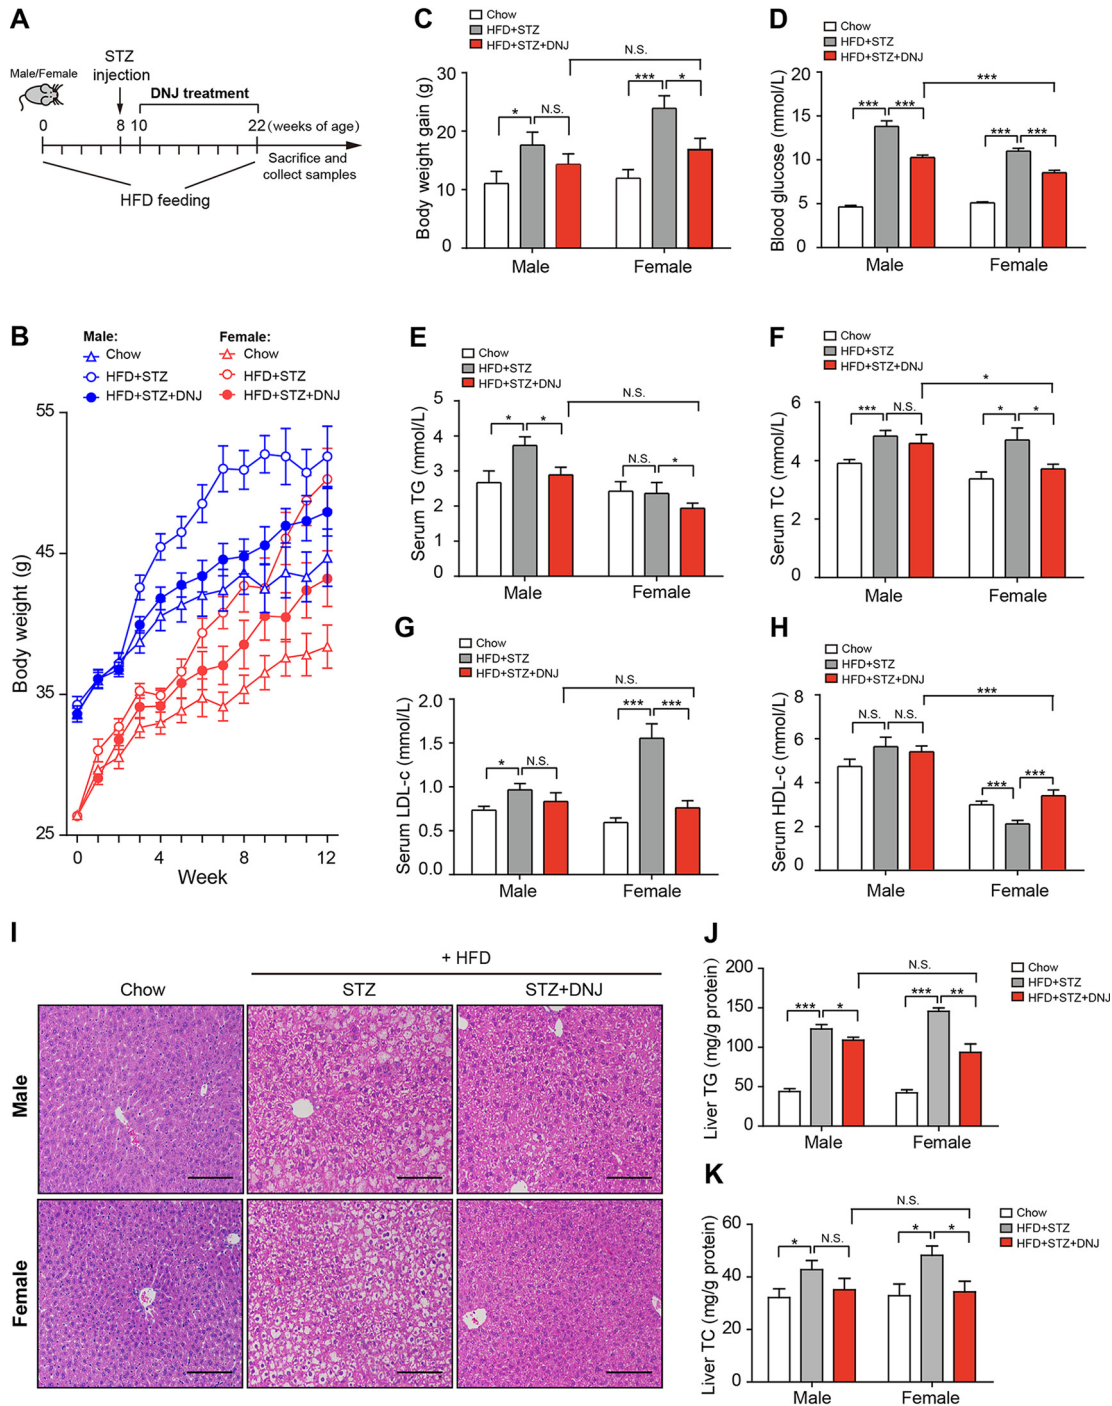 A
STZ
injection
Male/Female
DNJ treatment
0 8 10 22 (weeks of age)
Sacrifice and
collect samples
HFD feeding
B
Male: Female:
Chow Chow
HFD+STZ HFD+STZ
HFD+STZ+DNJ HFD+STZ+DNJ
Body weight (g)
55
45
35
25
0 4 8 12
Week
C
Chow
HFD+STZ
HFD+STZ+DNJ
N.S.
*** *
* N.S.
Body weight gain (g)
30
20
10
0
Male Female
D
Chow
HFD+STZ
HFD+STZ+DNJ
***
*** ***
*** ***
Blood glucose (mmol/L)
20
15
10
5
0
Male Female
E
Chow
HFD+STZ
HFD+STZ+DNJ
N.S.
* *
N.S. *
Serum TG (mmol/L)
5
4
3
2
1
0
Male Female
F
Chow
HFD+STZ
HFD+STZ+DNJ
*
*** N.S.
* *
Serum TC (mmol/L)
6
4
2
0
Male Female
G
Chow
HFD+STZ
HFD+STZ+DNJ
N.S.
*** ***
* N.S.
Serum LDL-c (mmol/L)
2.0
1.5
1.0
0.5
0.0
Male Female
H
Chow
HFD+STZ
HFD+STZ+DNJ
***
N.S. N.S.
*** ***
Serum HDL-c (mmol/L)
8
6
4
2
0
Male Female
I
+ HFD
Chow STZ STZ+DNJ
Male
Female
J
Chow
HFD+STZ
HFD+STZ+DNJ
N.S.
*** **
*** *
Liver TG (mg/g protein)
200
150
100
50
0
Male Female
K
Chow
HFD+STZ
HFD+STZ+DNJ
N.S.
* *
* N.S.
Liver TC (mg/g protein)
60
40
20
0
Male Female